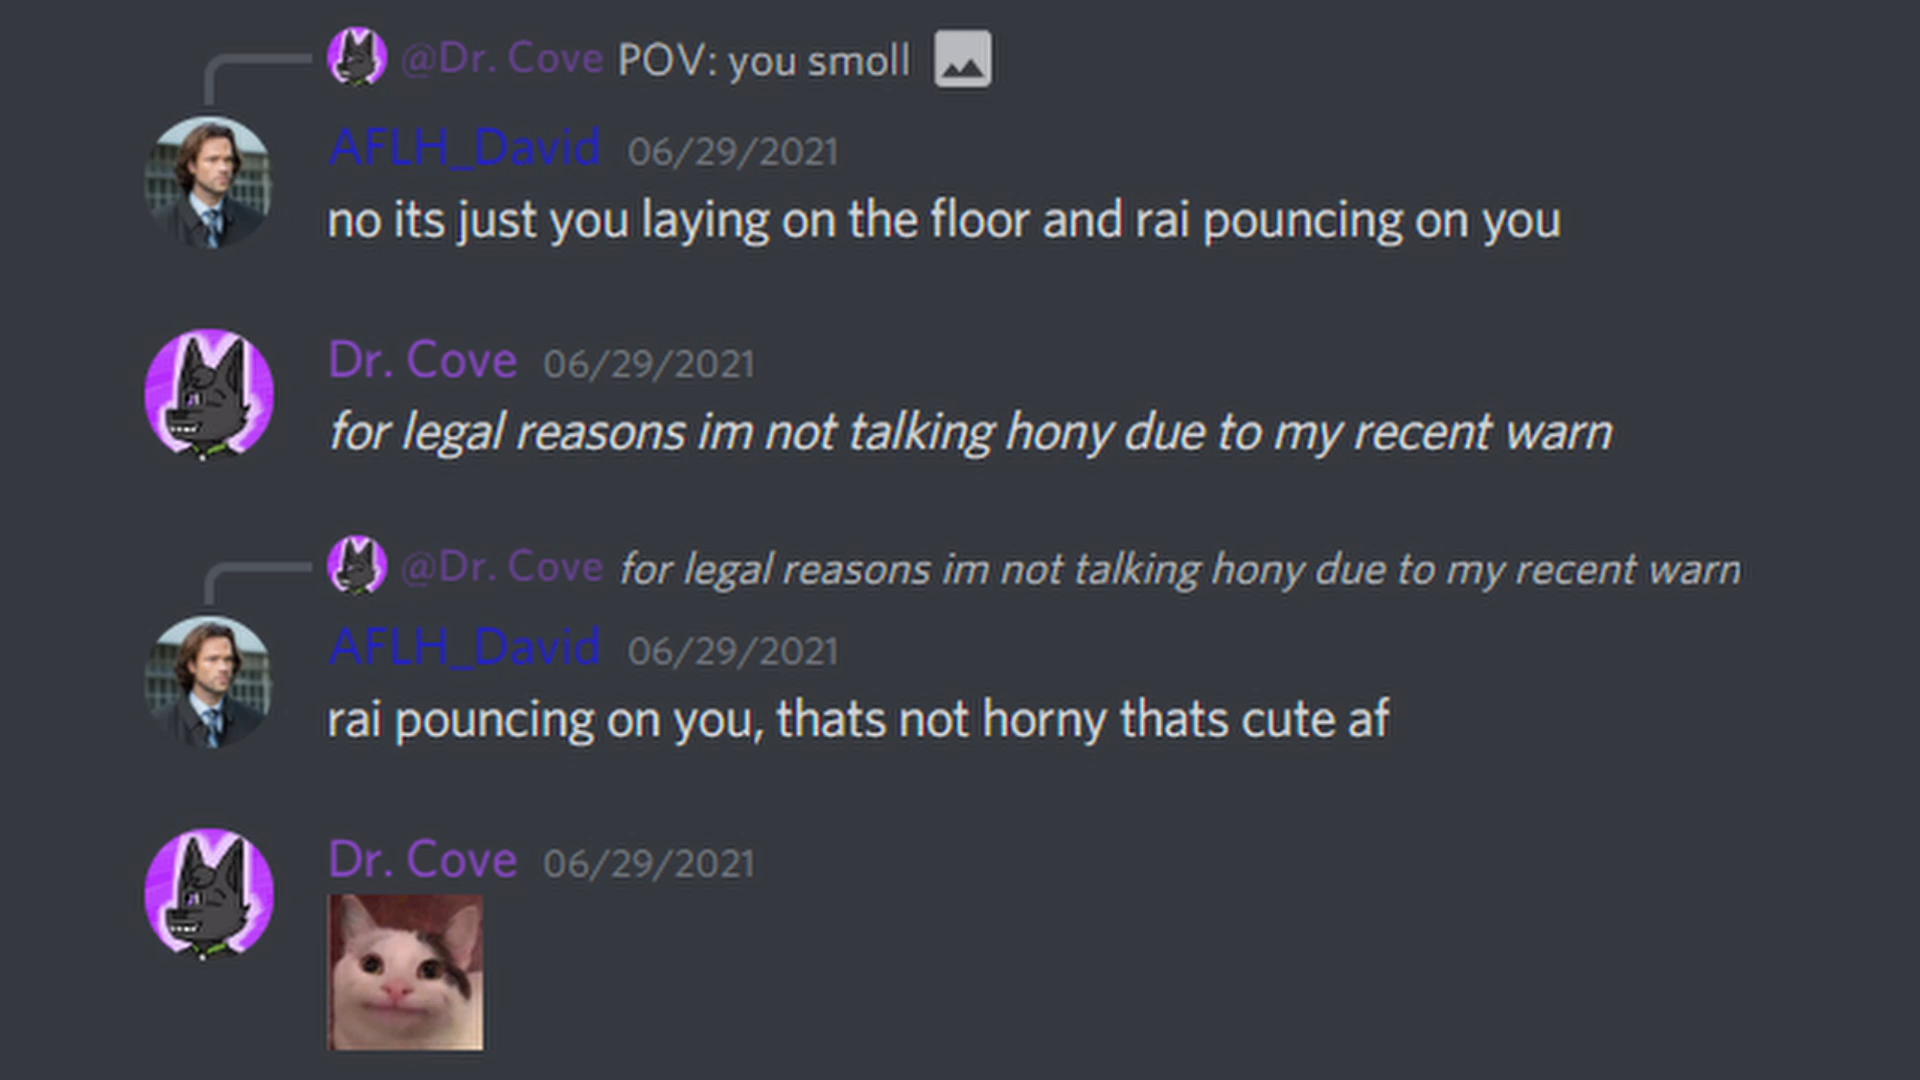 @Dr. Cove POV: you smoll
AFLH_David 06/29/2021
no its just you laying on the floor and rai pouncing on you
Dr. Cove 06/29/2021
for legal reasons im not talking hony due to my recent warn
@Dr. Cove for legal reasons im not talking hony due to my recent warn
AFLH_David 06/29/2021
rai pouncing on you, thats not horny thats cute af
Dr. Cove 06/29/2021